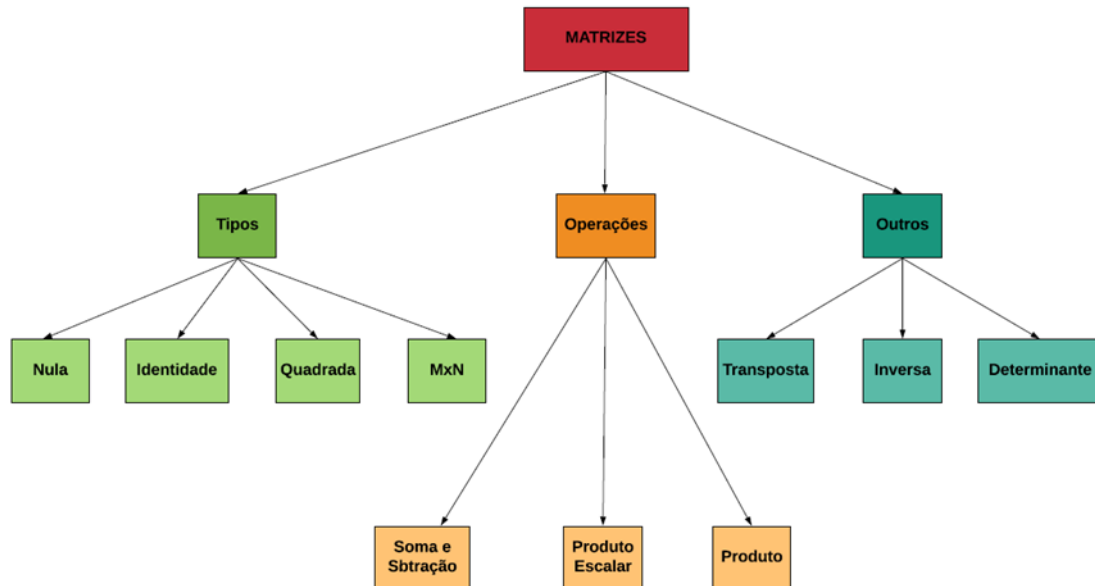 MATRIZES
Tipos
Operações
Outros
Nula
Identidade
Quadrada
MxN
Transposta
Inversa
Determinante
Soma e
Sbtração
Produto
Escalar
Produto